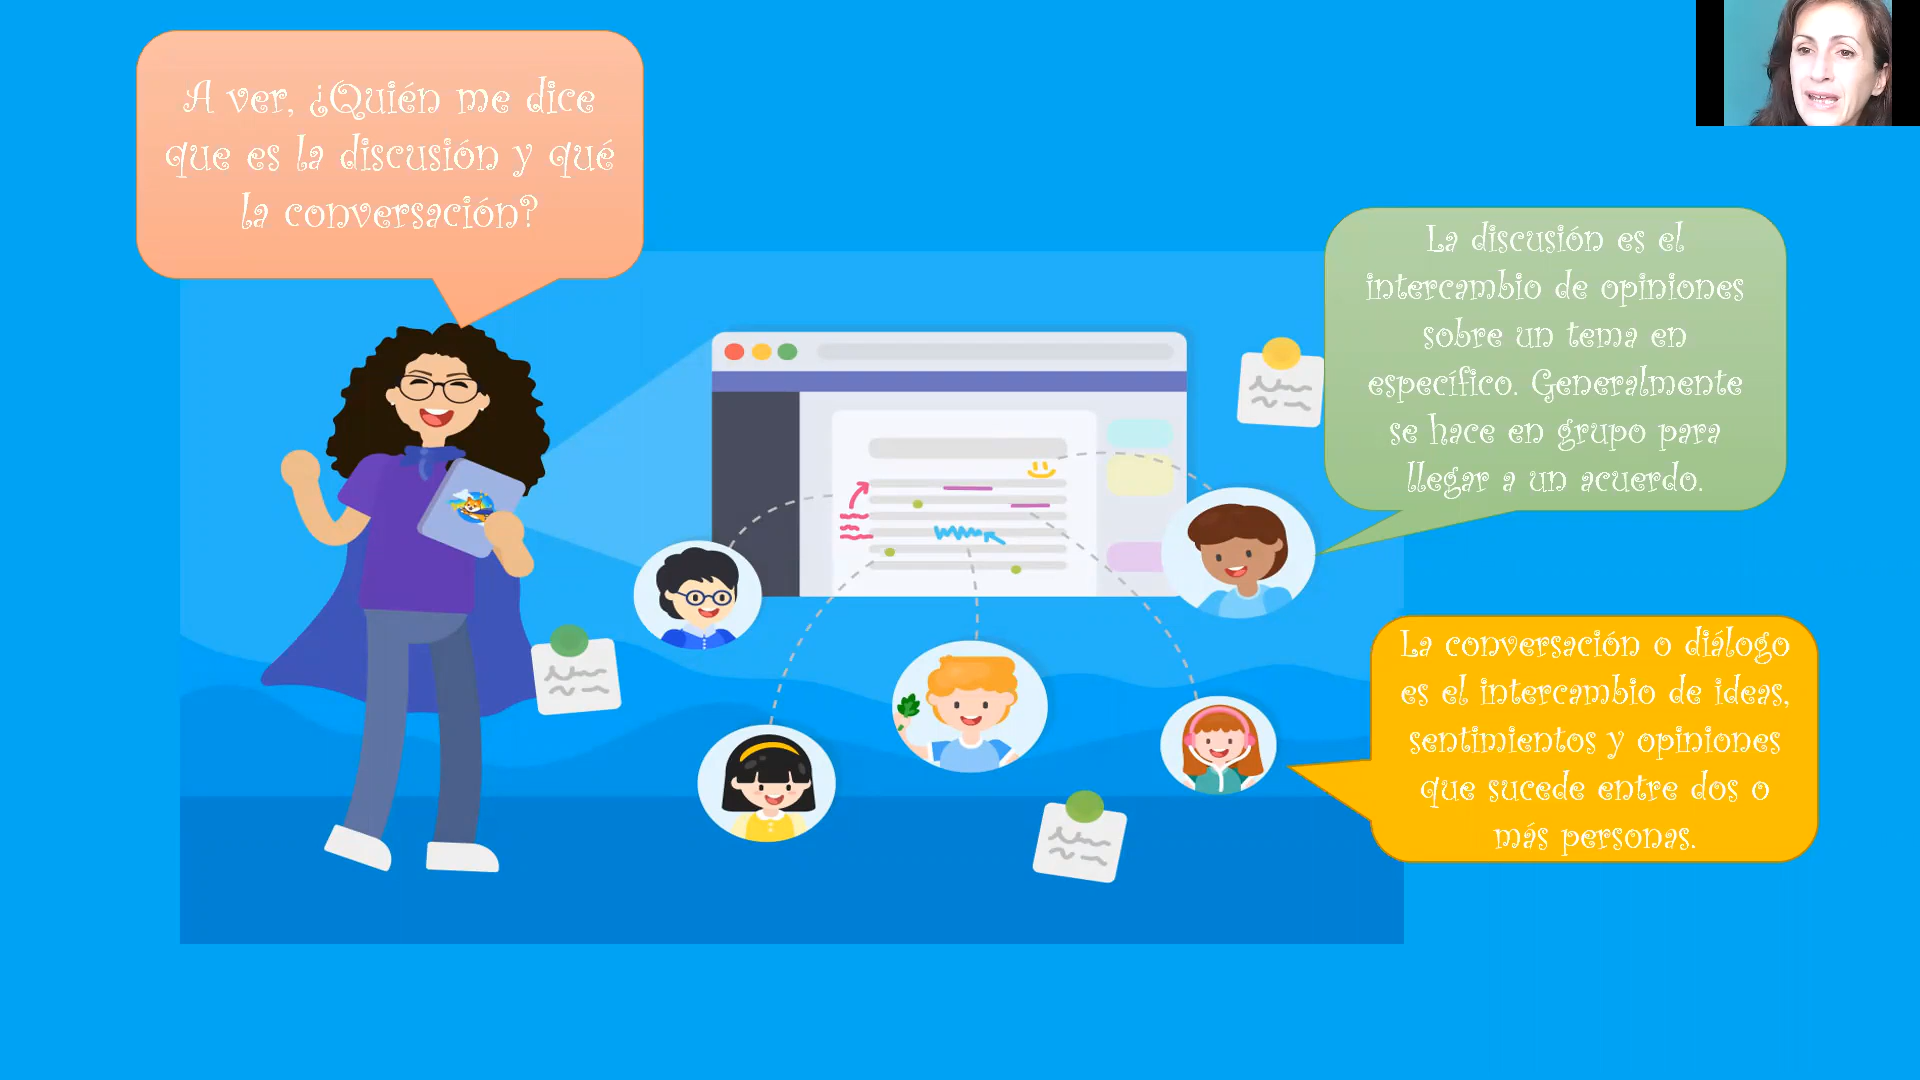 A ver, ¿Quién me dice
que es la discusión y qué
la conversación?
La discusión es el
intercambio de opiniones
sobre un tema en
específico. Generalmente
se hace en grupo para
llegar a un acuerdo.
La conversación o diálogo
es el intercambio de ideas,
sentimientos y opiniones
que sucede entre dos o
más personas.